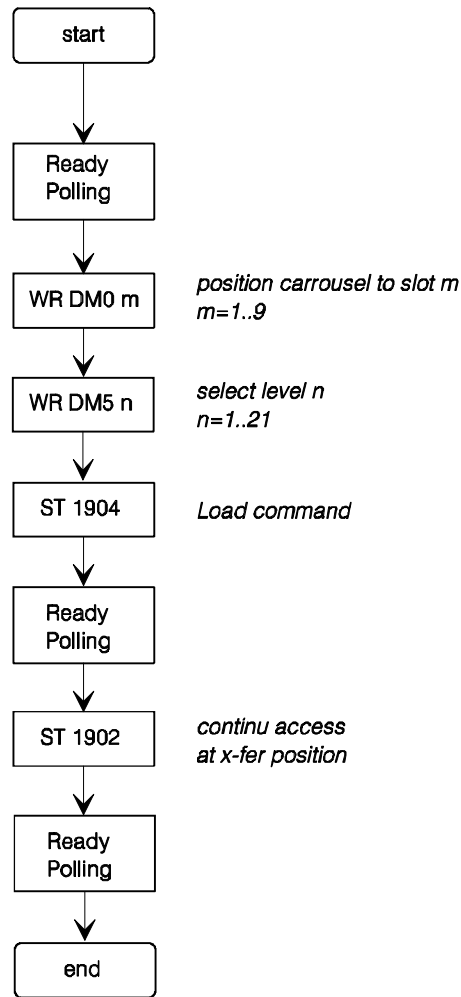 start
Ready
Polling
WR DM0 m
position carrousel to slot m
m=1..9
WR DM5 n
select level n
n=1..21
ST 1904
Load command
Ready
Polling
ST 1902
continu access
at x-fer position
Ready
Polling
end